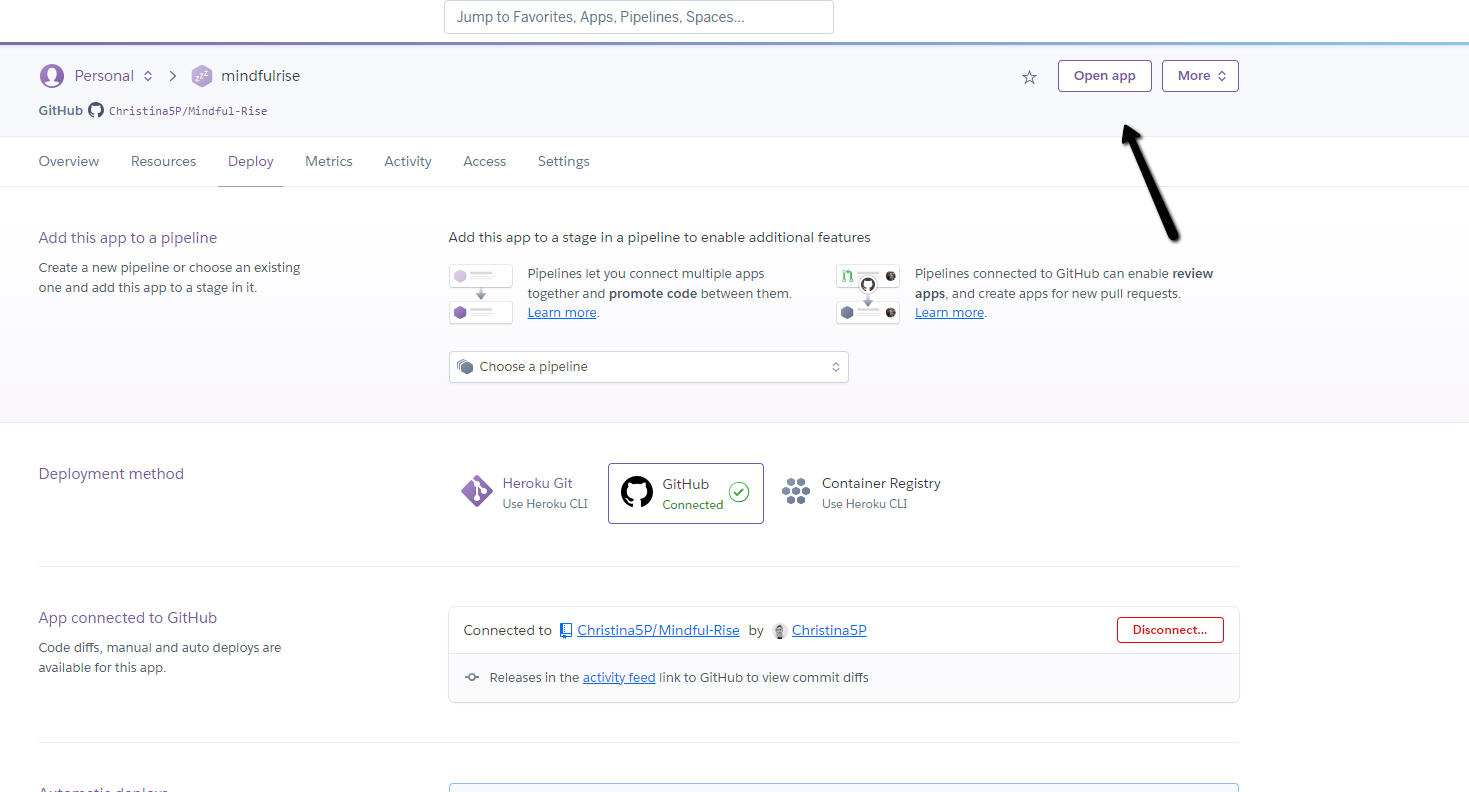 Jump to Favorites, Apps, Pipelines, Spaces...
Personal mindfulrise
Open app More
GitHub Christina5P/Mindful-Rise
Overview Resources Deploy Metrics Activity Access Settings
Add this app to a pipeline
Create a new pipeline or choose an existing
one and add this app to a stage in it.
Add this app to a stage in a pipeline to enable additional features
Pipelines let you connect multiple apps
together and promote code between them.
Learn more.
Pipelines connected to GitHub can enable review
apps, and create apps for new pull requests.
Learn more.
Choose a pipeline
Deployment method
Heroku Git
Use Heroku CLI
GitHub
Connected
Container Registry
Use Heroku CLI
App connected to GitHub
Code diffs, manual and auto deploys are
available for this app.
Connected to Christina5P/Mindful-Rise by Christina5P
Disconnect...
Releases in the activity feed link to GitHub to view commit diffs
Automatic deploys